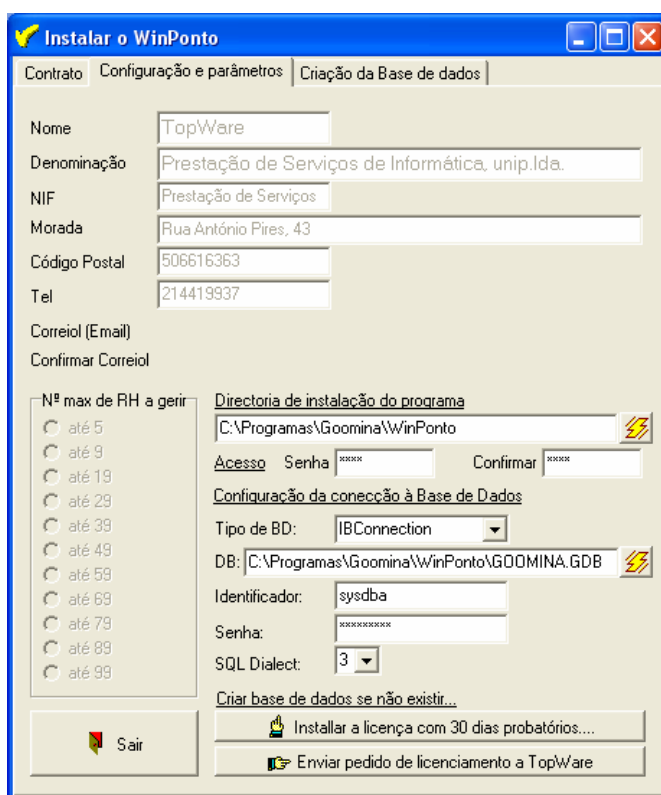 Instalar o WinPonto
Contrato Configuração e parâmetros Criação da Base de dados
Nome TopWare
Denominação Prestação de Serviços de Informática, unip.lda.
NIF Prestação de Serviços
Morada Rua António Pires, 43
Código Postal 506616363
Tel 214419937
Correiol (Email)
Confirmar Correiol
Nº max de RH a gerir
até 5
até 9
até 19
até 29
até 39
até 49
até 59
até 69
até 79
até 89
até 99
Directoria de instalação do programa
C:\Programas\Goomina\WinPonto
Acesso Senha **** Confirmar ****
Configuração da conecção à Base de Dados
Tipo de BD: IBConnection
DB: C:\Programas\Goomina\WinPonto\GOOMINA.GDB
Identificador: sysdba
Senha: *********
SQL Dialect: 3
Criar base de dados se não existir...
Installar a licença com 30 dias probatórios....
Sair
Enviar pedido de licenciamento a TopWare